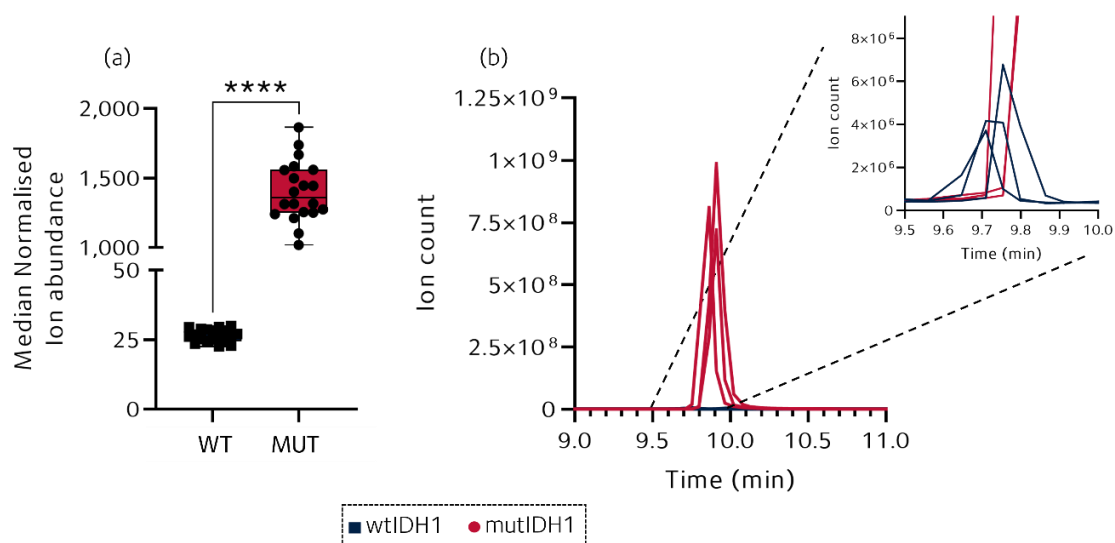 (a)
****
2,000
1,500
1,000
50
25
0
Median Normalised
Ion abundance
WT
MUT
(b)
1.25×10⁹
1×10⁹
7.5×10⁸
5×10⁸
2.5×10⁸
0
Ion count
9.0
9.5
10.0
10.5
11.0
Time (min)
8×10⁶
6×10⁶
4×10⁶
2×10⁶
0
Ion count
9.5
9.6
9.7
9.8
9.9
10.0
Time (min)
wtIDH1
mutIDH1